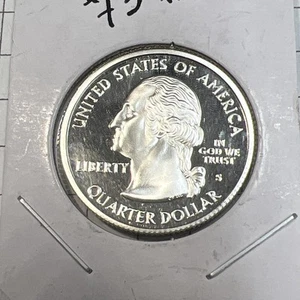 UNITED STATES OF AMERICA
LIBERTY
IN
GOD WE
TRUST
S
QUARTER DOLLAR